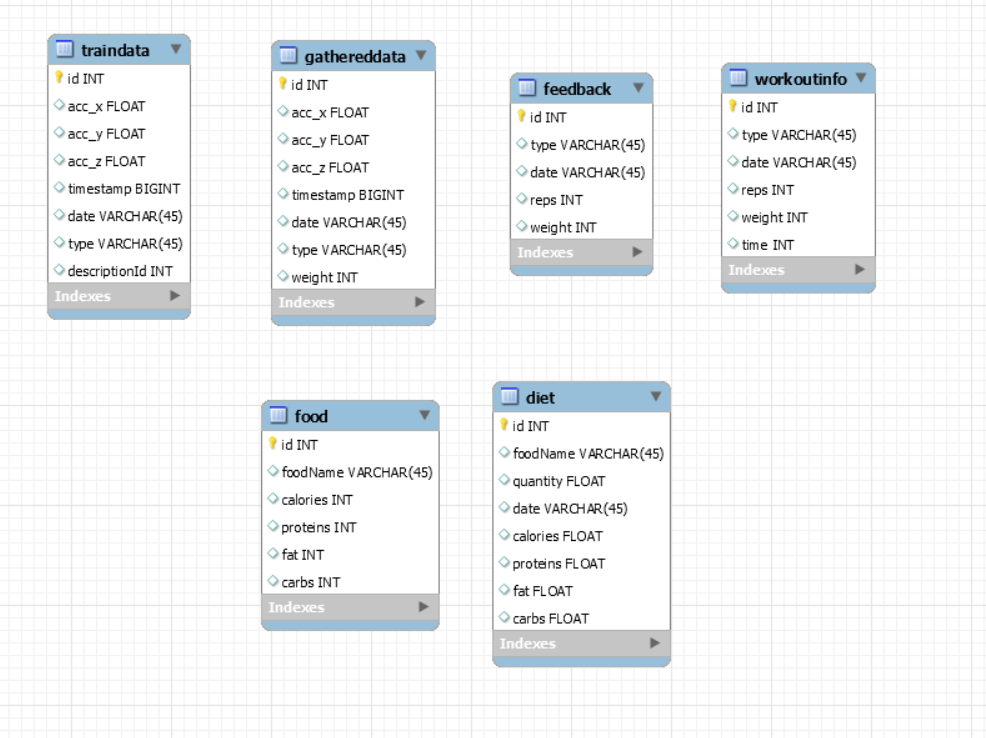 traindata
id INT
acc_x FLOAT
acc_y FLOAT
acc_z FLOAT
timestamp BIGINT
date VARCHAR(45)
type VARCHAR(45)
descriptionId INT
Indexes
gathereddata
id INT
acc_x FLOAT
acc_y FLOAT
acc_z FLOAT
timestamp BIGINT
date VARCHAR(45)
type VARCHAR(45)
weight INT
Indexes
feedback
id INT
type VARCHAR(45)
date VARCHAR(45)
reps INT
weight INT
Indexes
workoutinfo
id INT
type VARCHAR(45)
date VARCHAR(45)
reps INT
weight INT
time INT
Indexes
food
id INT
foodName VARCHAR(45)
calories INT
proteins INT
fat INT
carbs INT
Indexes
diet
id INT
foodName VARCHAR(45)
quantity FLOAT
date VARCHAR(45)
calories FLOAT
proteins FLOAT
fat FLOAT
carbs FLOAT
Indexes